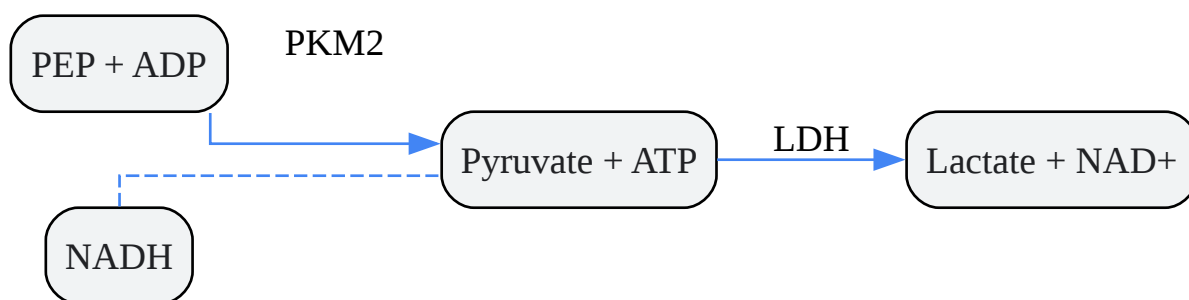 PKM2
PEP + ADP
LDH
Pyruvate + ATP
Lactate + NAD+
NADH